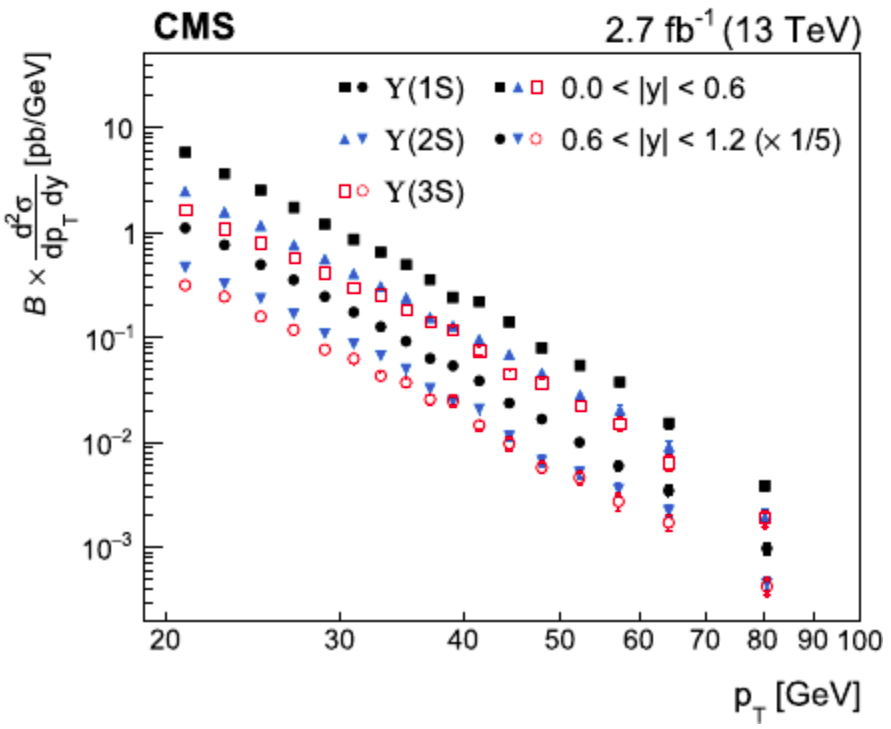 CMS 2.7 fb⁻¹ (13 TeV)
B × d²σ / dp_T dy [pb/GeV]
ϒ(1S) 0.0 < |y| < 0.6
ϒ(2S) 0.6 < |y| < 1.2 (× 1/5)
ϒ(3S)
10
1
10⁻¹
10⁻²
10⁻³
20 30 40 50 60 70 80 90 100
p_T [GeV]